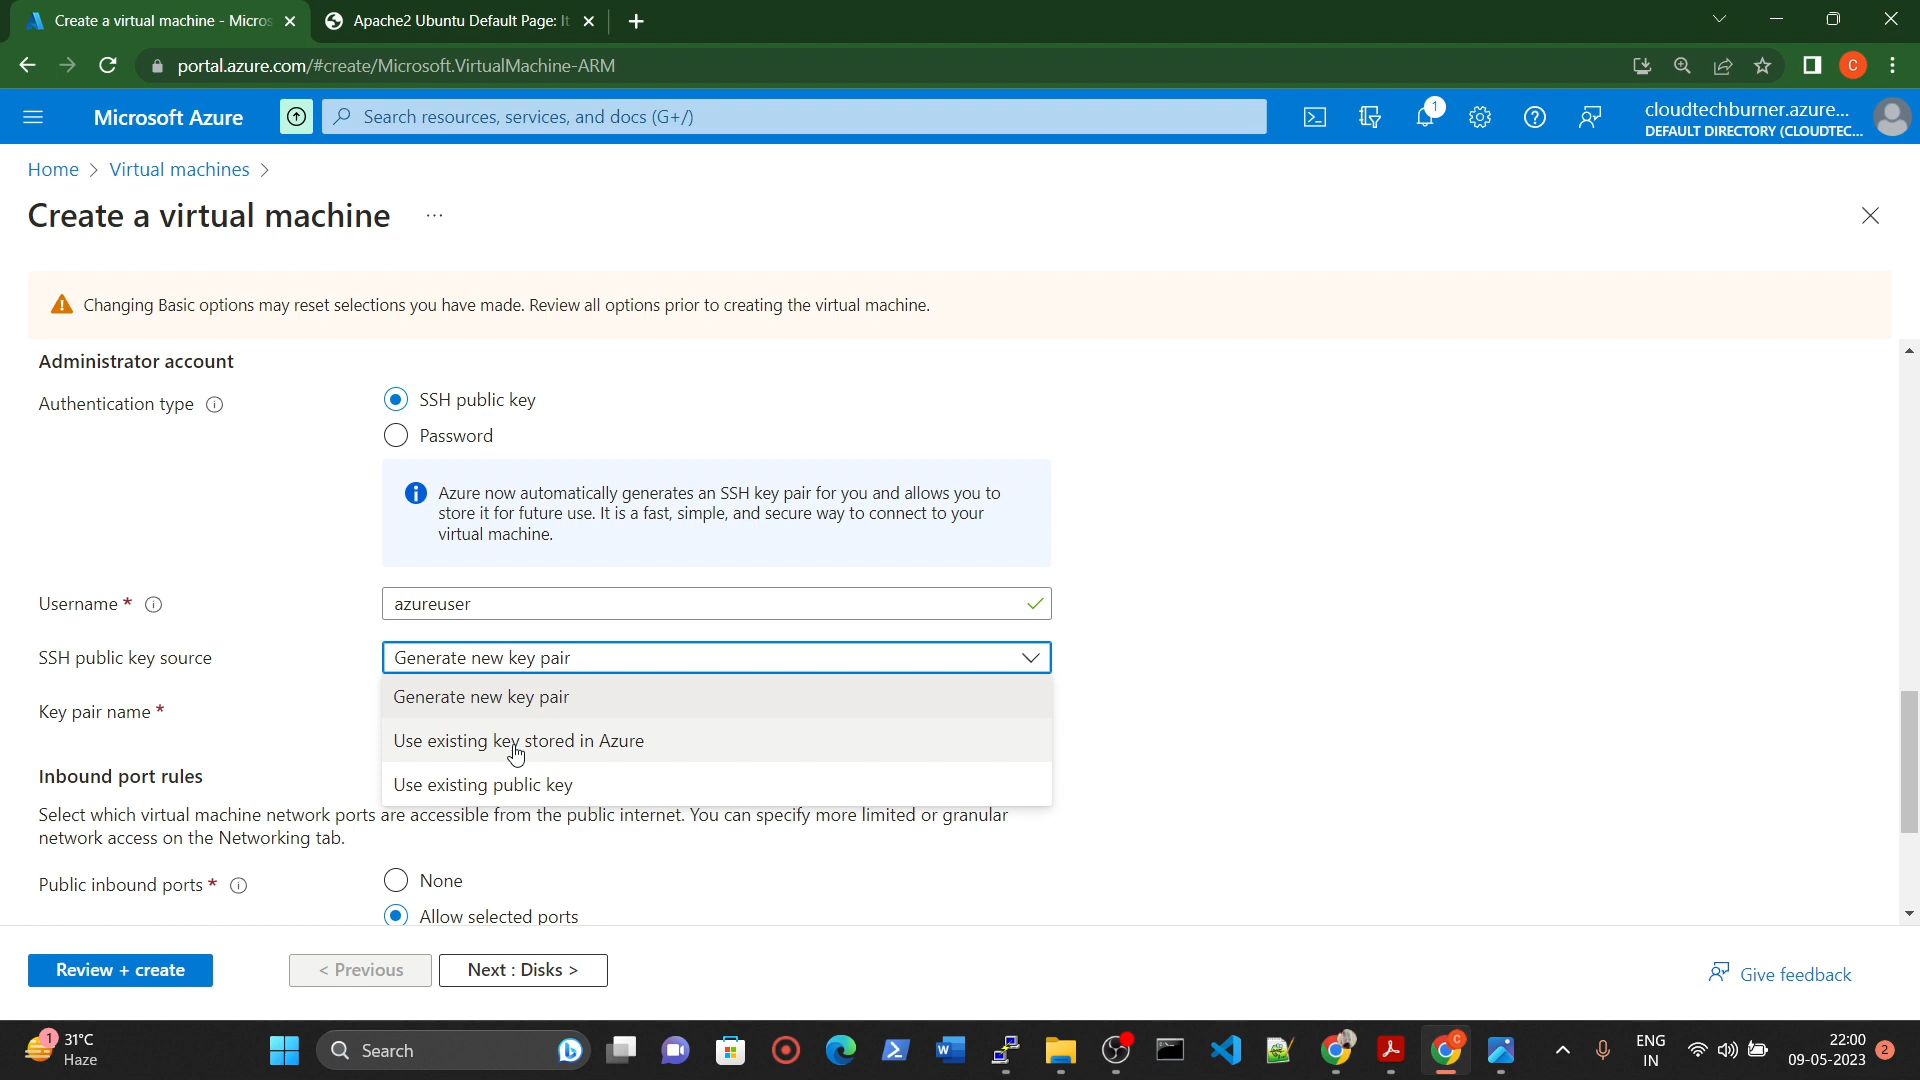 Create a virtual machine - Micros
Apache2 Ubuntu Default Page: It
portal.azure.com/#create/Microsoft.VirtualMachine-ARM
C
Microsoft Azure
Search resources, services, and docs (G+/)
1
cloudtechburner.azure...
DEFAULT DIRECTORY (CLOUDTEC...
Home > Virtual machines >
Create a virtual machine ...
Changing Basic options may reset selections you have made. Review all options prior to creating the virtual machine.
Administrator account
Authentication type
SSH public key
Password
Azure now automatically generates an SSH key pair for you and allows you to
store it for future use. It is a fast, simple, and secure way to connect to your
virtual machine.
Username *
azureuser
SSH public key source
Generate new key pair
Generate new key pair
Key pair name *
Use existing key stored in Azure
Use existing public key
Inbound port rules
Select which virtual machine network ports are accessible from the public internet. You can specify more limited or granular
network access on the Networking tab.
Public inbound ports *
None
Allow selected ports
Review + create
< Previous
Next : Disks >
Give feedback
1
31°C
Haze
Search
ENG
IN
22:00
09-05-2023
2